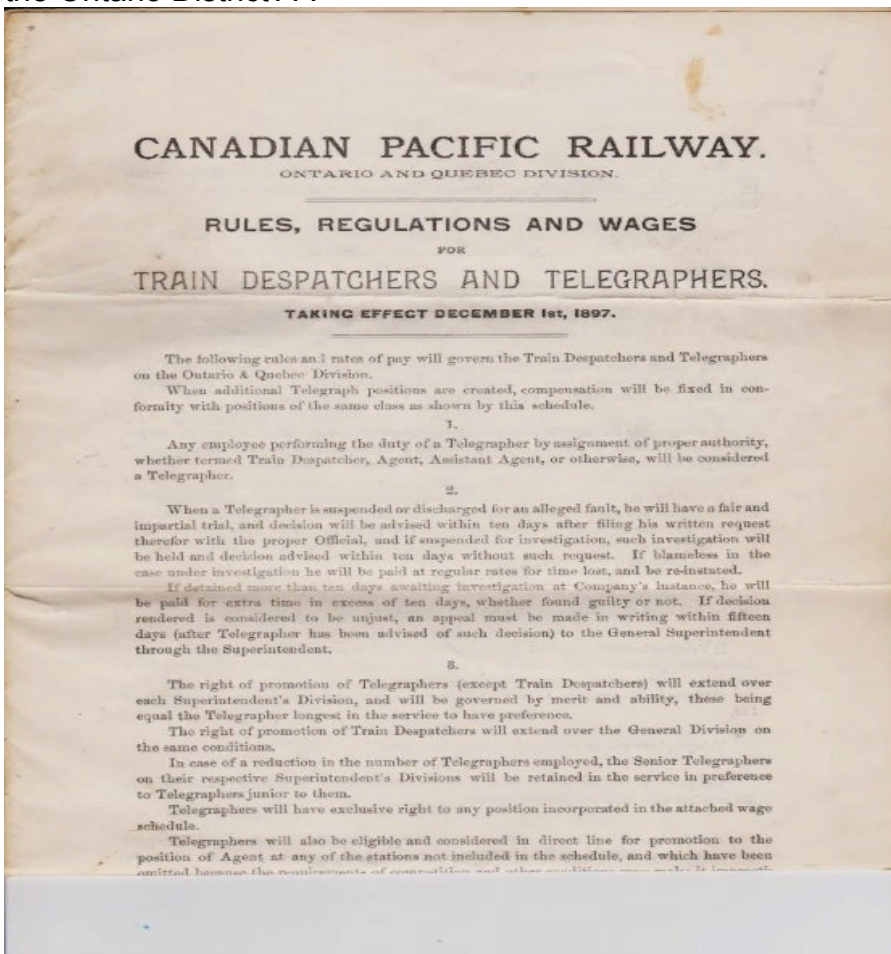 CANADIAN PACIFIC RAILWAY.
ONTARIO AND QUEBEC DIVISION.
RULES, REGULATIONS AND WAGES
FOR
TRAIN DESPATCHERS AND TELEGRAPHERS.
TAKING EFFECT DECEMBER 1st, 1897.
The following rules and rates of pay will govern the Train Despatchers and Telegraphers
on the Ontario & Quebec Division.
When additional Telegraph positions are created, compensation will be fixed in con-
formity with positions of the same class as shown by this schedule.
1.
Any employee performing the duty of a Telegrapher by assignment of proper authority,
whether termed Train Despatcher, Agent, Assistant Agent, or otherwise, will be considered
a Telegrapher.
2.
When a Telegrapher is suspended or discharged for an alleged fault, he will have a fair and
impartial trial, and decision will be advised within ten days after filing his written request
therefor with the proper Official, and if suspended for investigation, such investigation will
be held and decision advised within ten days without such request. If blameless in the
case under investigation he will be paid at regular rates for time lost, and be re-instated.
If detained more than ten days awaiting investigation at Company's instance, he will
be paid for extra time in excess of ten days, whether found guilty or not. If decision
rendered is considered to be unjust, an appeal must be made in writing within fifteen
days (after Telegrapher has been advised of such decision) to the General Superintendent
through the Superintendent.
3.
The right of promotion of Telegraphers (except Train Despatchers) will extend over
each Superintendent's Division, and will be governed by merit and ability, these being
equal the Telegrapher longest in the service to have preference.
The right of promotion of Train Despatchers will extend over the General Division on
the same conditions.
In case of a reduction in the number of Telegraphers employed, the Senior Telegraphers
on their respective Superintendent's Divisions will be retained in the service in preference
to Telegraphers junior to them.
Telegraphers will have exclusive right to any position incorporated in the attached wage
schedule.
Telegraphers will also be eligible and considered in direct line for promotion to the
position of Agent at any of the stations not included in the schedule, and which have been
omitted because the requirements of competition and other conditions may make it